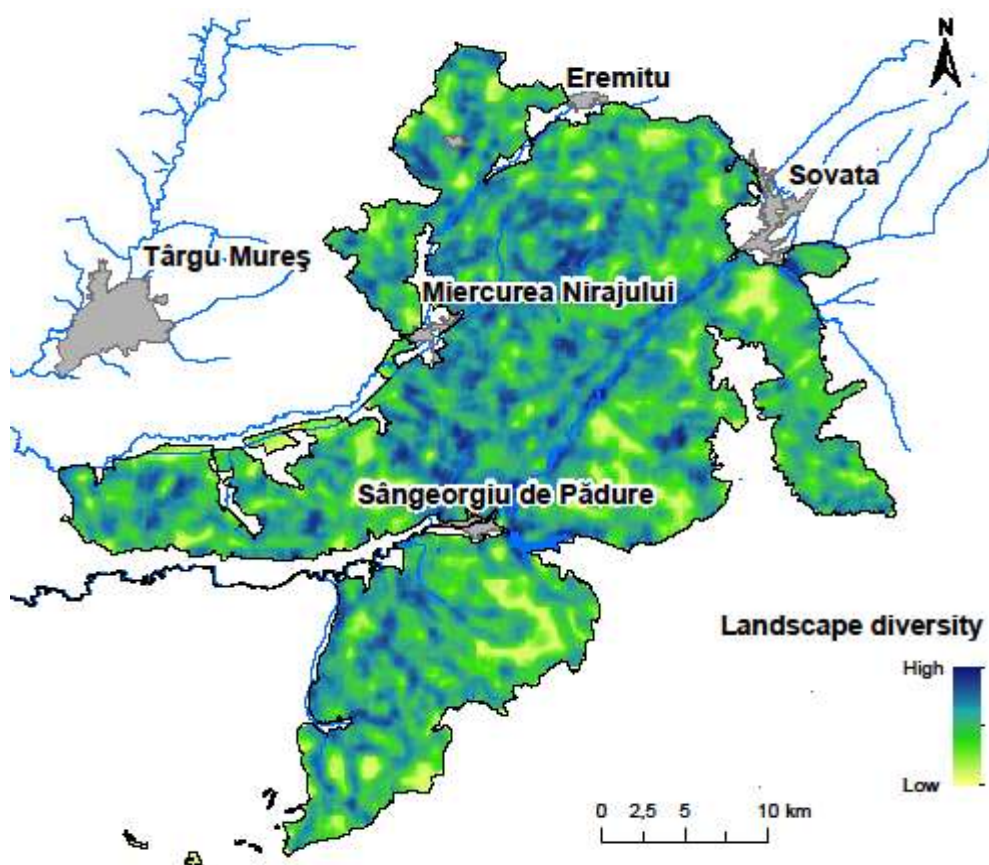 N
Eremitu
Sovata
Târgu Mureş
Miercurea Nirajului
Sângeorgiu de Pădure
Landscape diversity
High
Low
0 2,5 5 10 km